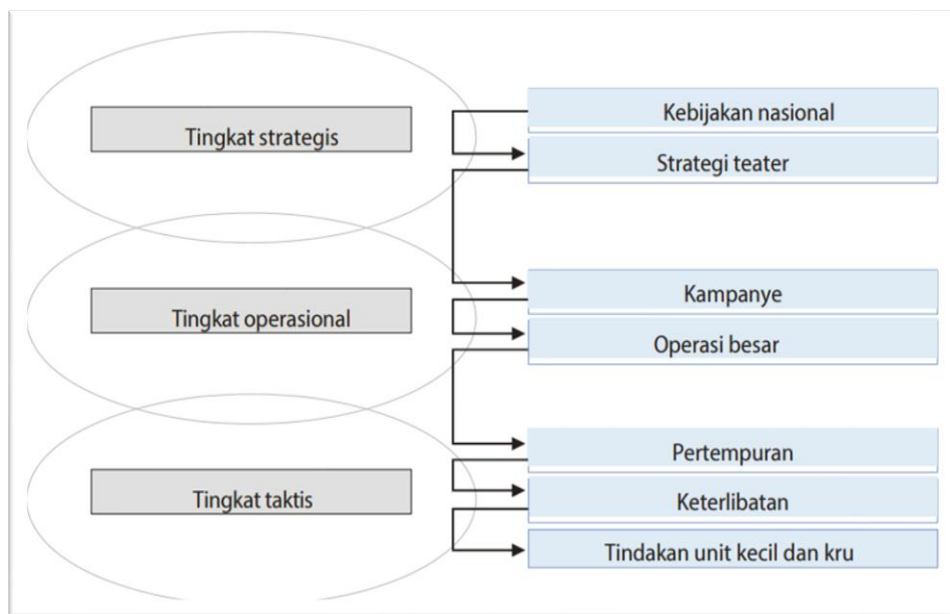 Tingkat strategis
Kebijakan nasional
Strategi teater
Tingkat operasional
Kampanye
Operasi besar
Tingkat taktis
Pertempuran
Keterlibatan
Tindakan unit kecil dan kru